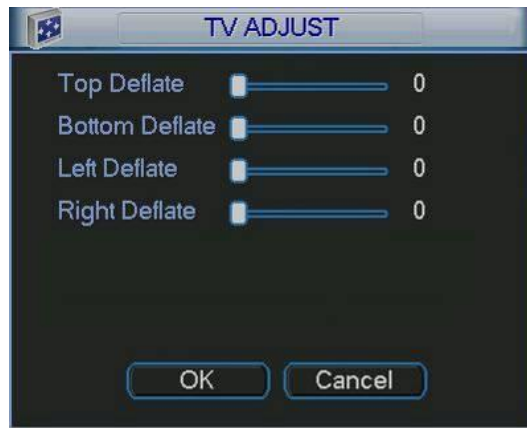 TV ADJUST
Top Deflate 0
Bottom Deflate 0
Left Deflate 0
Right Deflate 0
OK Cancel